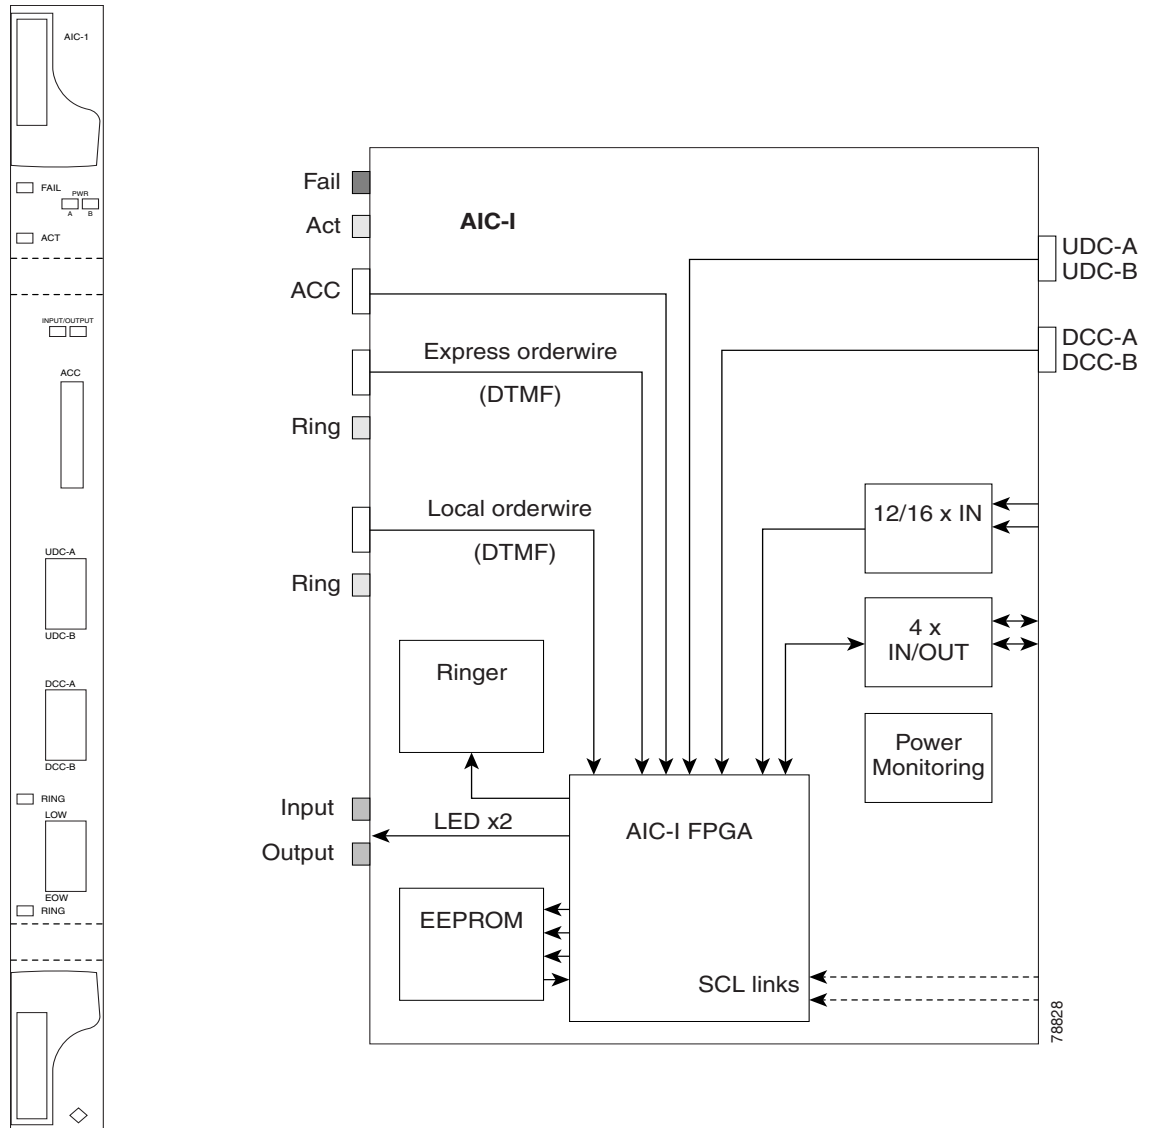 AIC-1
FAIL
PWR
A B
ACT
INPUT/OUTPUT
ACC
UDC-A
UDC-B
DCC-A
DCC-B
RING
LOW
EOW
RING
Fail
Act
AIC-I
ACC
UDC-A
UDC-B
DCC-A
DCC-B
Express orderwire
(DTMF)
Ring
Local orderwire
(DTMF)
Ring
12/16 x IN
4 x
IN/OUT
Ringer
Power
Monitoring
Input
LED x2
Output
AIC-I FPGA
EEPROM
SCL links
78828